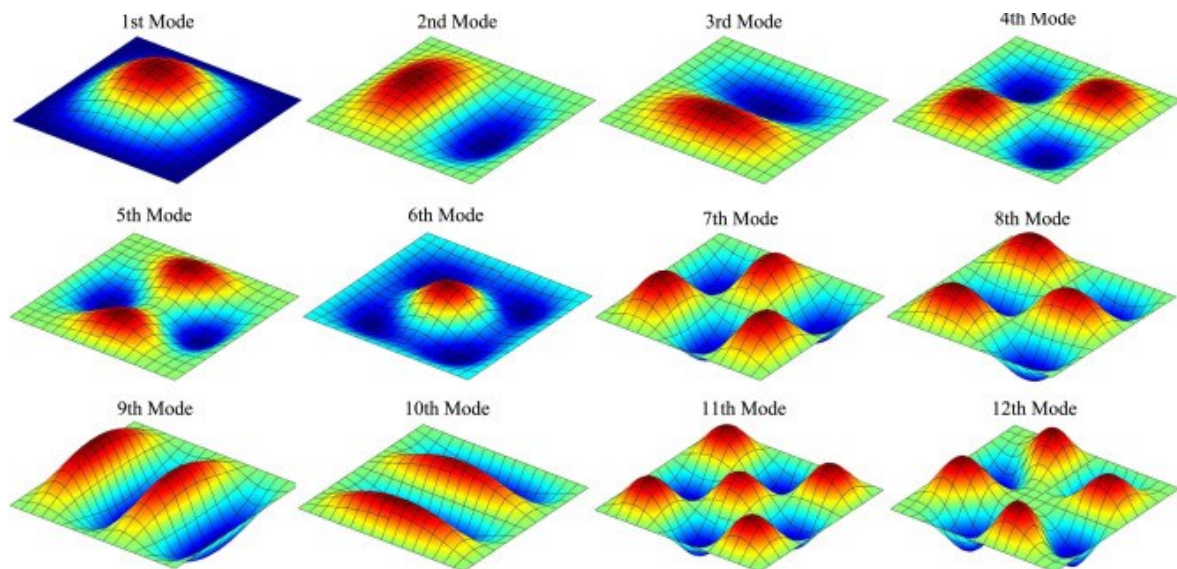 1st Mode
2nd Mode
3rd Mode
4th Mode
5th Mode
6th Mode
7th Mode
8th Mode
9th Mode
10th Mode
11th Mode
12th Mode